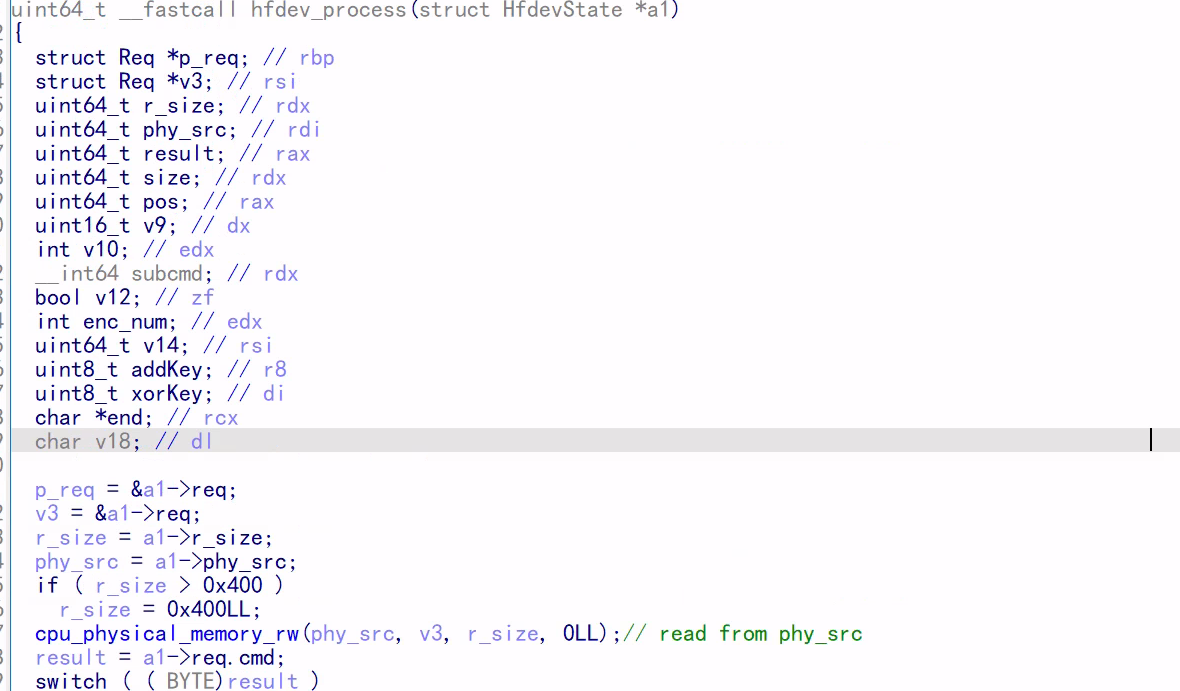 uint64_t __fastcall hfdev_process(struct HfdevState *a1)
{
struct Req *p_req; // rbp
struct Req *v3; // rsi
uint64_t r_size; // rdx
uint64_t phy_src; // rdi
uint64_t result; // rax
uint64_t size; // rdx
uint64_t pos; // rax
uint16_t v9; // dx
int v10; // edx
__int64 subcmd; // rdx
bool v12; // zf
int enc_num; // edx
uint64_t v14; // rsi
uint8_t addKey; // r8
uint8_t xorKey; // di
char *end; // rcx
char v18; // dl
p_req = &a1->req;
v3 = &a1->req;
r_size = a1->r_size;
phy_src = a1->phy_src;
if ( r_size > 0x400 )
r_size = 0x400LL;
cpu_physical_memory_rw(phy_src, v3, r_size, 0LL);// read from phy_src
result = a1->req.cmd;
switch ( (_BYTE)result )